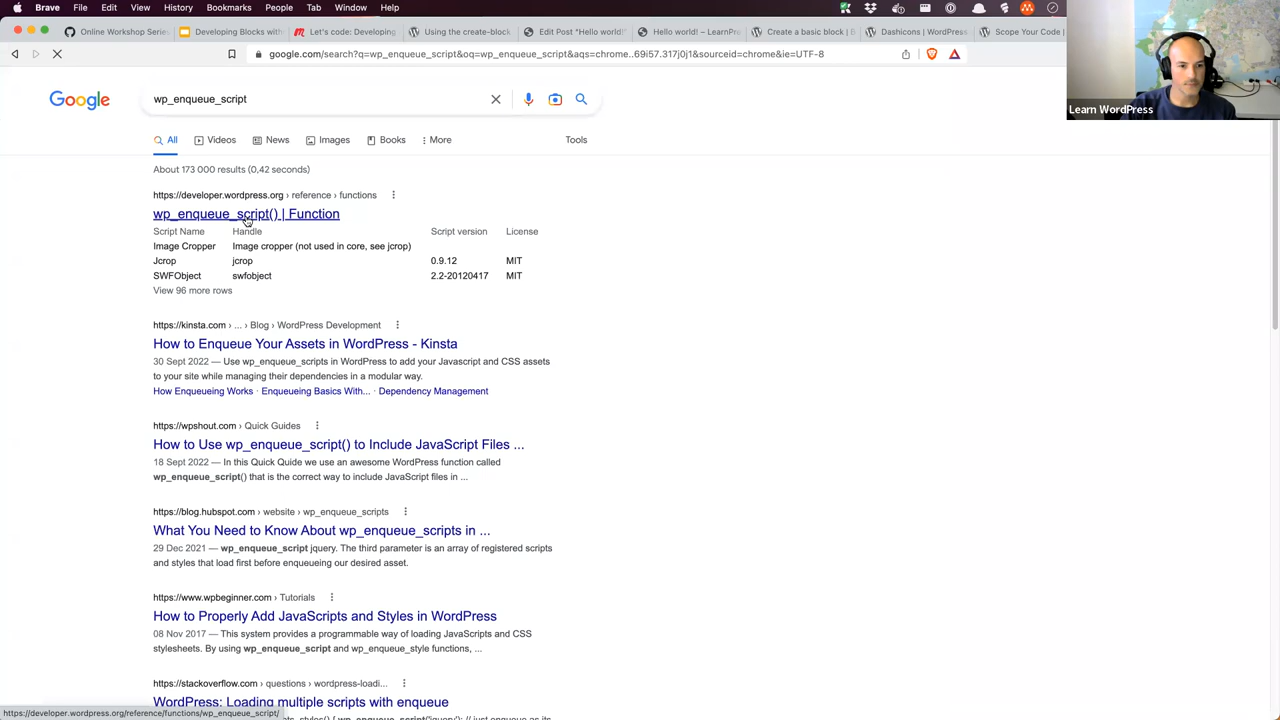 Brave File Edit View History Bookmarks People Tab Window Help
Online Workshop Serie
Developing Blocks with
Let's code: Developing
Using the create-block
Edit Post "Hello world!"
Hello world! – LearnPr
Create a basic block | B
Dashicons | WordPress
Scope Your Code |
google.com/search?q=wp_enqueue_script&oq=wp_enqueue_script&aqs=chrome..69i57.317j0j1&sourceid=chrome&ie=UTF-8
Learn WordPress
Google
wp_enqueue_script
All
Videos
News
Images
Books
More
Tools
About 173 000 results (0,42 seconds)
https://developer.wordpress.org › reference › functions
wp_enqueue_script() | Function
Script Name Handle Script version License
Image Cropper Image cropper (not used in core, see jcrop)
Jcrop jcrop 0.9.12 MIT
SWFObject swfobject 2.2-20120417 MIT
View 96 more rows
https://kinsta.com › ... › Blog › WordPress Development
How to Enqueue Your Assets in WordPress - Kinsta
30 Sept 2022 — Use wp_enqueue_scripts in WordPress to add your Javascript and CSS assets
to your site while managing their dependencies in a modular way.
How Enqueueing Works · Enqueueing Basics With... · Dependency Management
https://wpshout.com › Quick Guides
How to Use wp_enqueue_script() to Include JavaScript Files ...
18 Sept 2022 — In this Quick Quide we use an awesome WordPress function called
wp_enqueue_script() that is the correct way to include JavaScript files in ...
https://blog.hubspot.com › website › wp_enqueue_scripts
What You Need to Know About wp_enqueue_scripts in ...
29 Dec 2021 — wp_enqueue_script jquery. The third parameter is an array of registered scripts
and styles that load first before enqueueing our desired asset.
https://www.wpbeginner.com › Tutorials
How to Properly Add JavaScripts and Styles in WordPress
08 Nov 2017 — This system provides a programmable way of loading JavaScripts and CSS
stylesheets. By using wp_enqueue_script and wp_enqueue_style functions, ...
https://stackoverflow.com › questions › wordpress-loadi...
WordPress: Loading multiple scripts with enqueue
https://developer.wordpress.org/reference/functions/wp_enqueue_script/